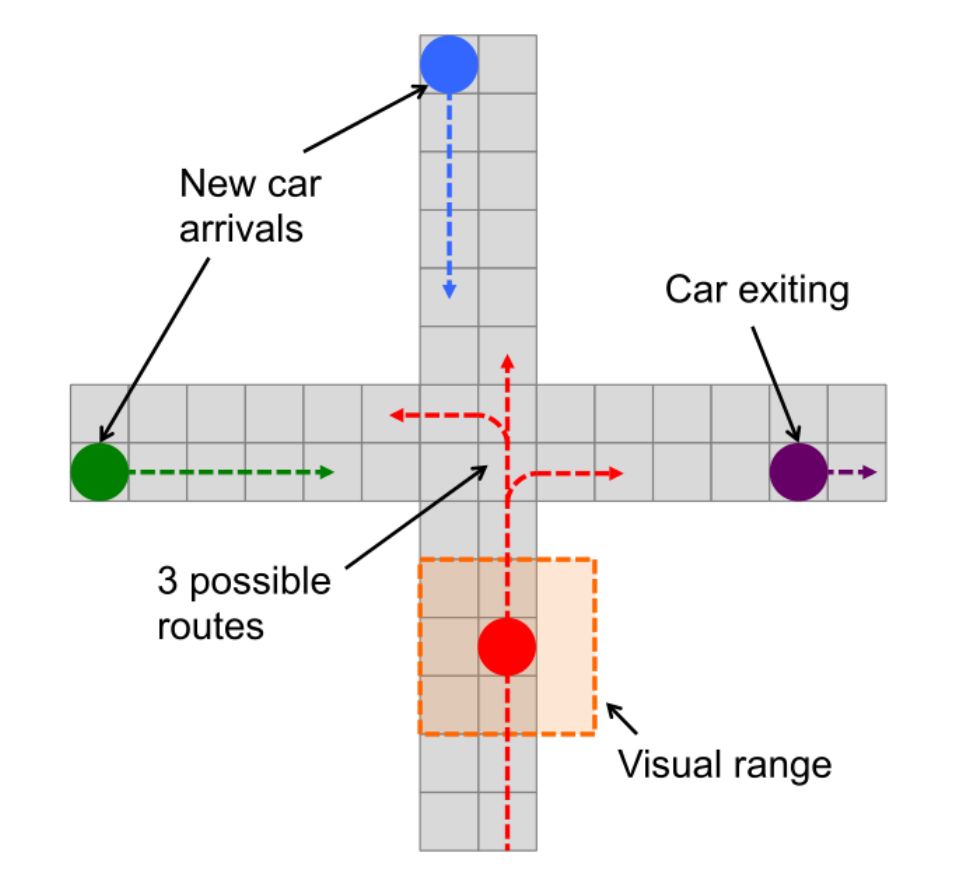 New car
arrivals
Car exiting
3 possible
routes
Visual range